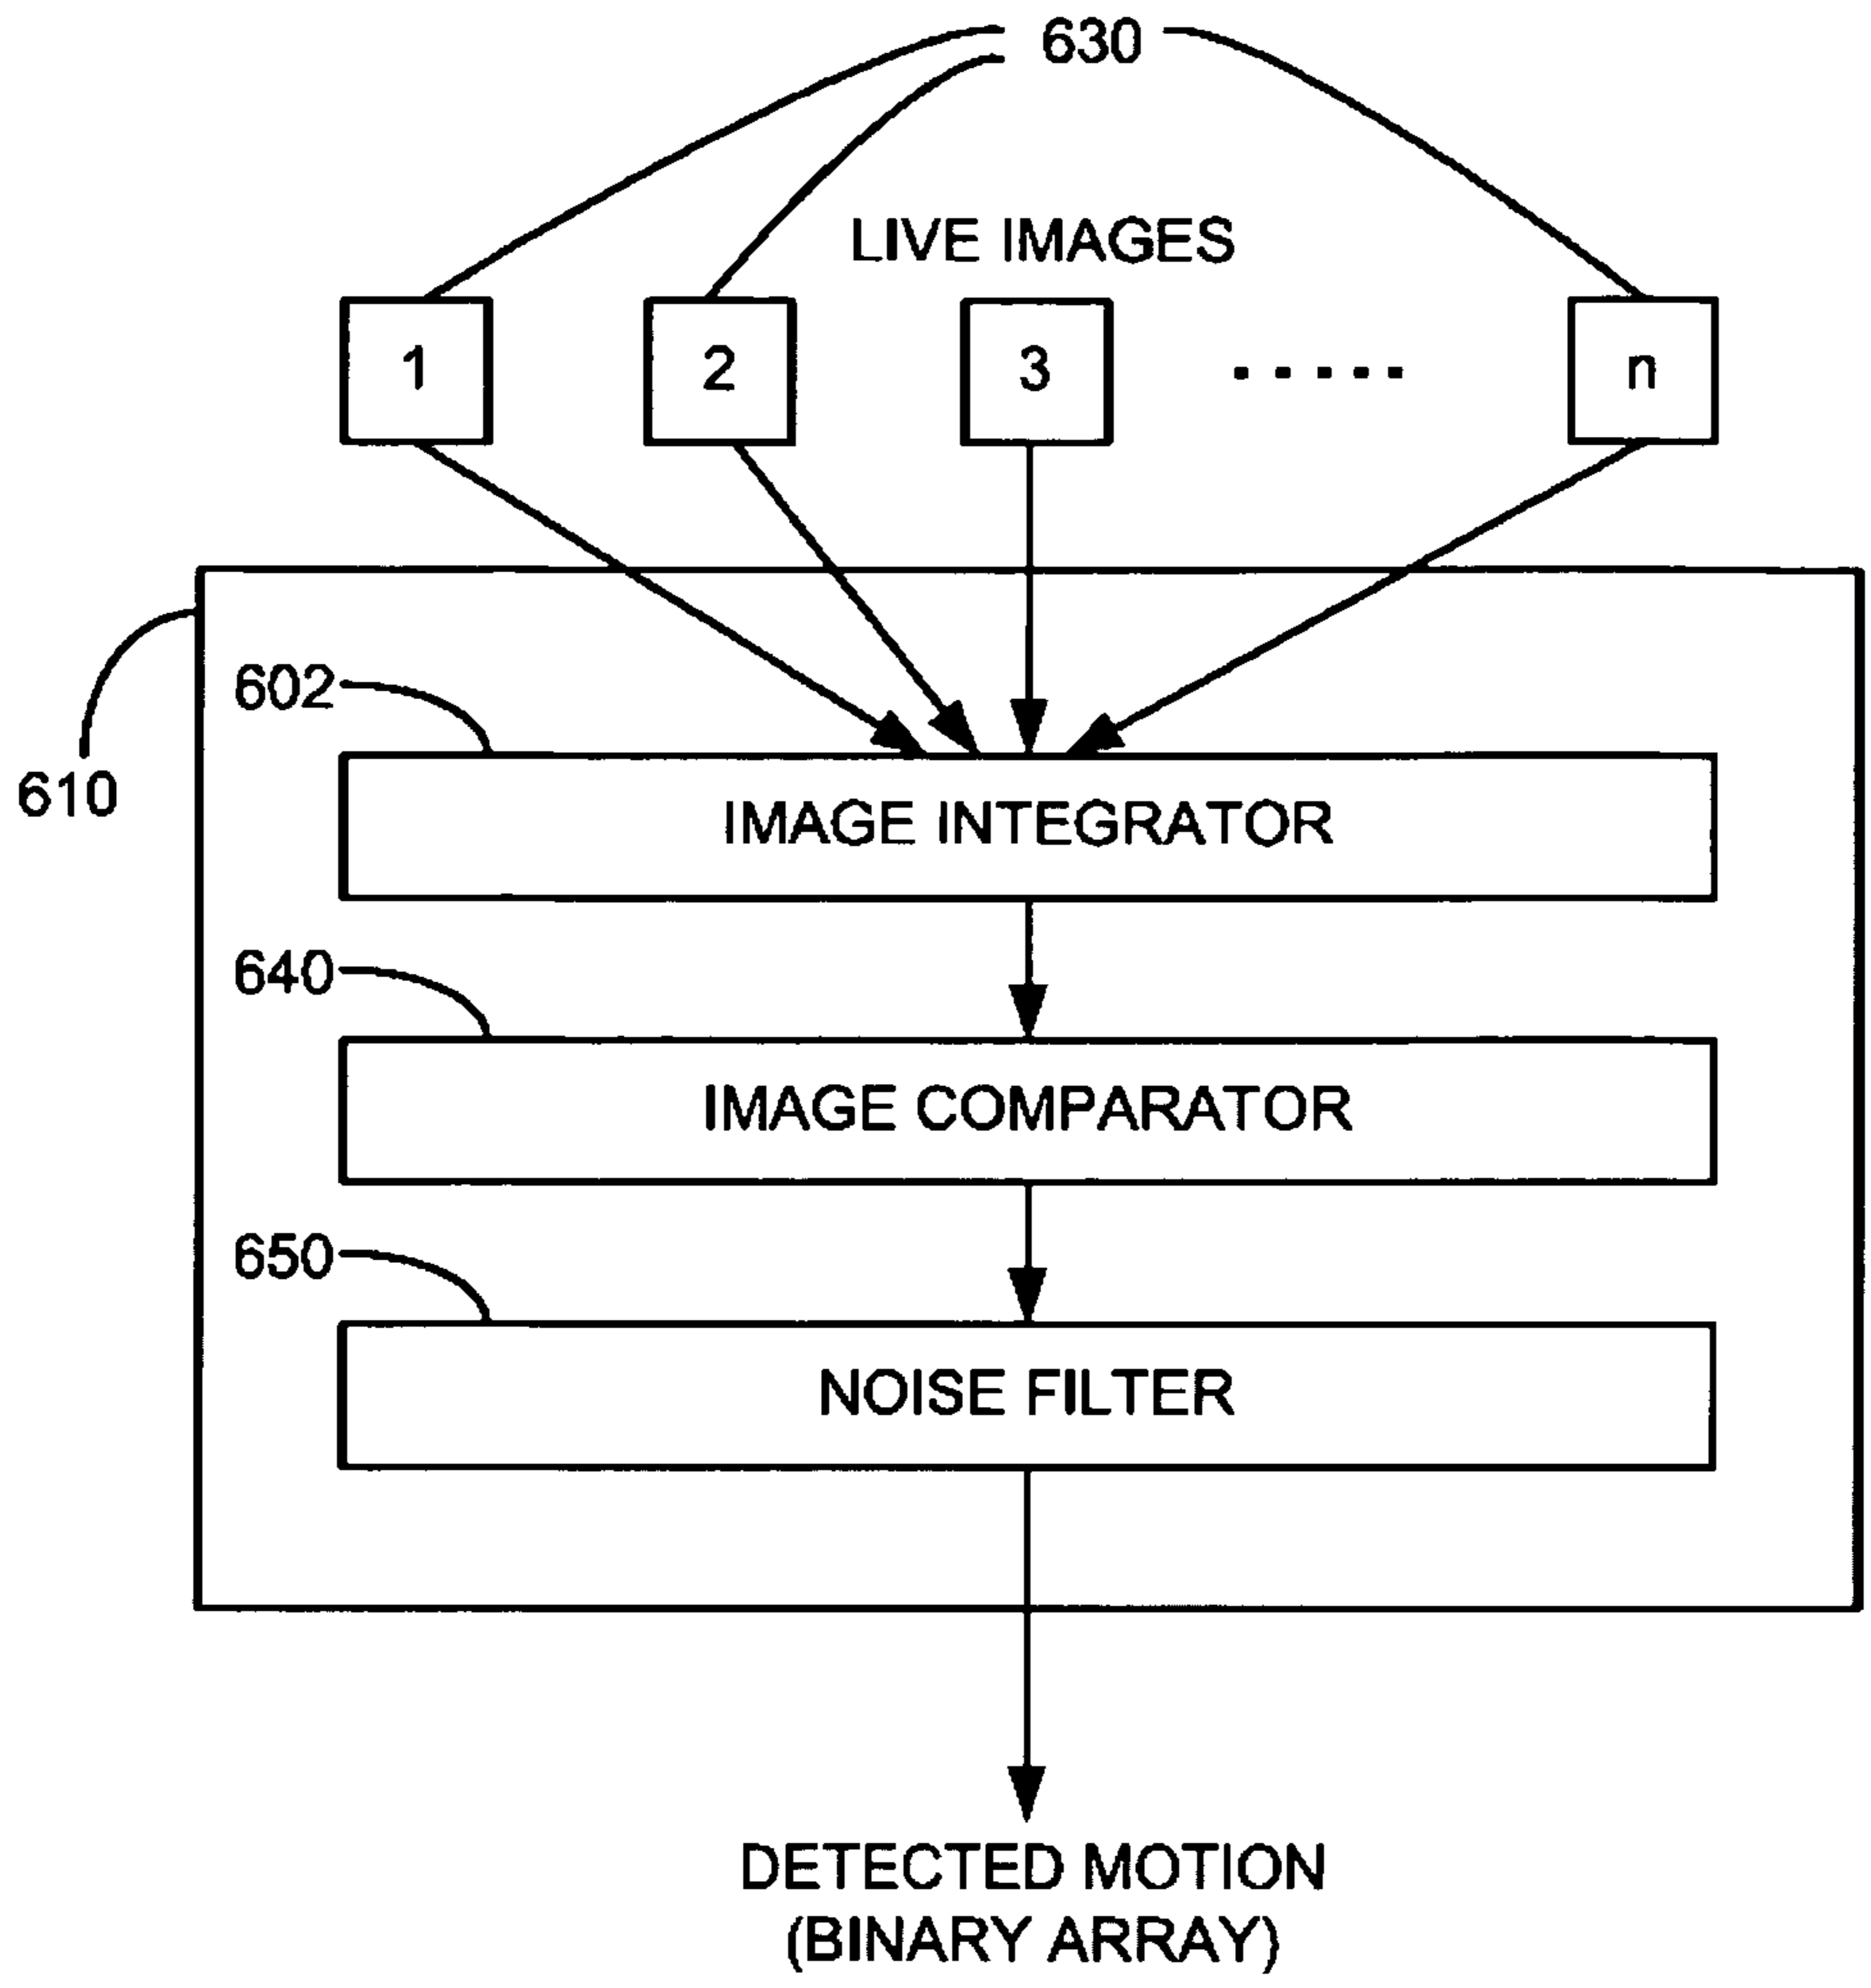 630
LIVE IMAGES
1 2 3 ..... n
602
610
IMAGE INTEGRATOR
640
IMAGE COMPARATOR
650
NOISE FILTER
DETECTED MOTION
(BINARY ARRAY)